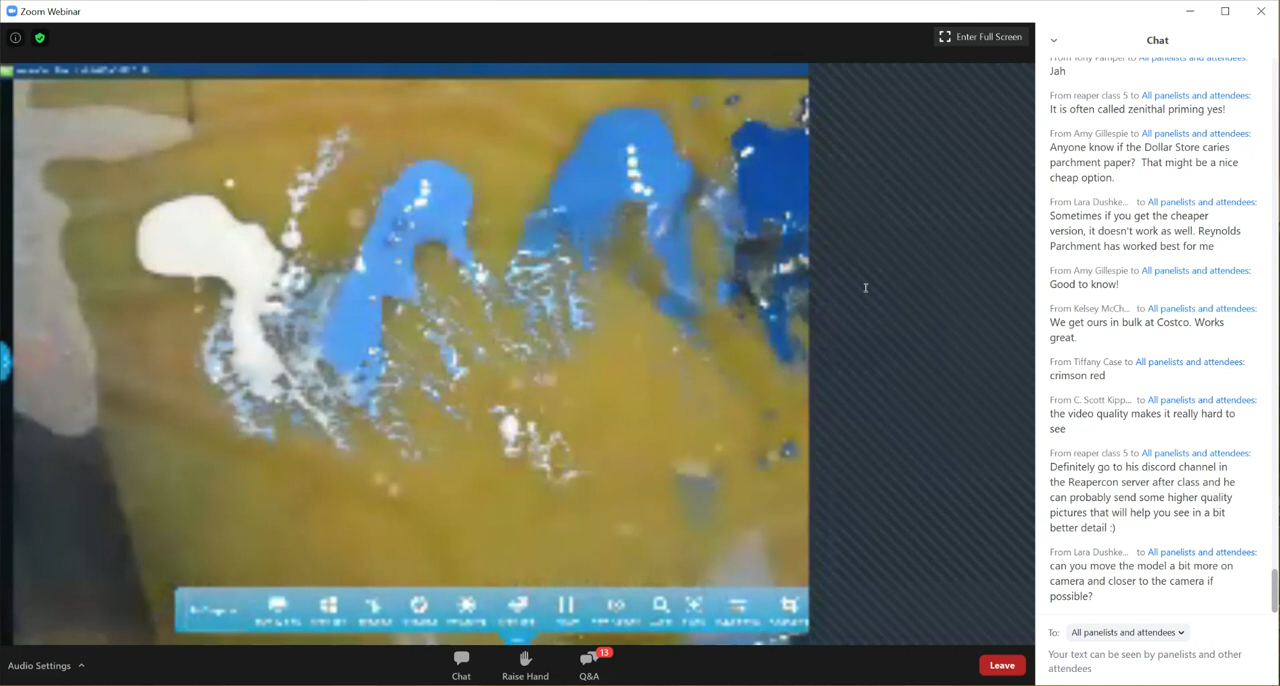 Zoom Webinar
Enter Full Screen
Chat
Jah
From reaper class 5 to All panelists and attendees:
It is often called zenithal priming yes!
From Amy Gillespie to All panelists and attendees:
Anyone know if the Dollar Store caries
parchment paper? That might be a nice
cheap option.
From Lara Dushke... to All panelists and attendees:
Sometimes if you get the cheaper
version, it doesn't work as well. Reynolds
Parchment has worked best for me
From Amy Gillespie to All panelists and attendees:
Good to know!
From Kelsey McCh... to All panelists and attendees:
We get ours in bulk at Costco. Works
great.
From Tiffany Case to All panelists and attendees:
crimson red
From C. Scott Kipp... to All panelists and attendees:
the video quality makes it really hard to
see
From reaper class 5 to All panelists and attendees:
Definitely go to his discord channel in
the Reapercon server after class and he
can probably send some higher quality
pictures that will help you see in a bit
better detail :)
From Lara Dushke... to All panelists and attendees:
can you move the model a bit more on
camera and closer to the camera if
possible?
To: All panelists and attendees
Your text can be seen by panelists and other
attendees
Audio Settings
Chat
Raise Hand
13
Q&A
Leave